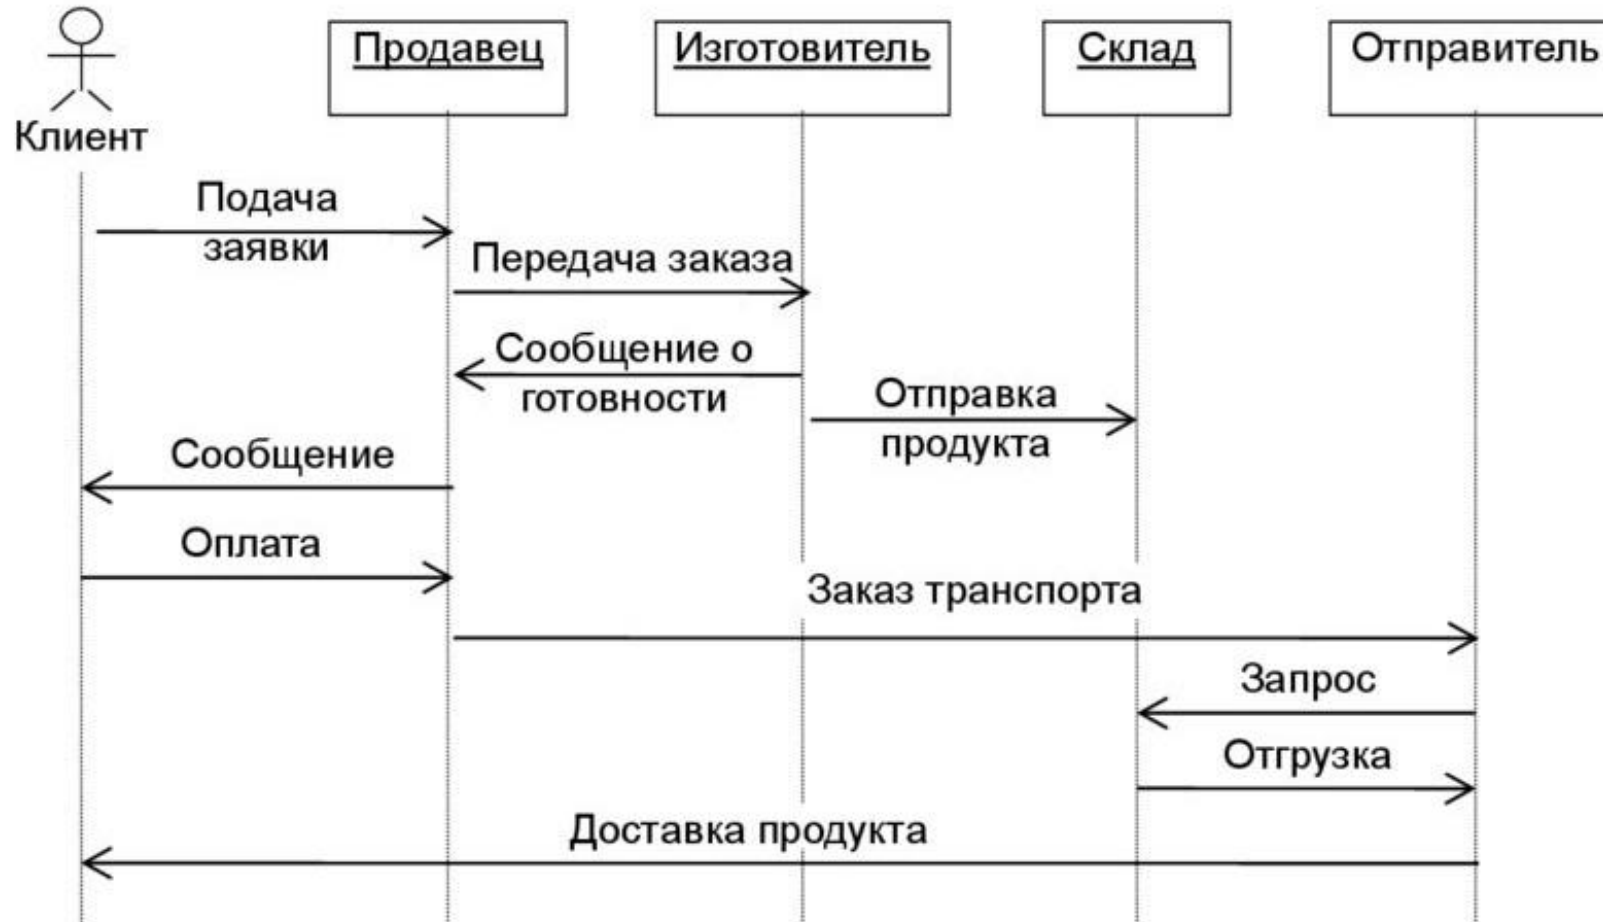 Клиент
Продавец
Изготовитель
Склад
Отправитель
Подача
заявки
Передача заказа
Сообщение о
готовности
Отправка
продукта
Сообщение
Оплата
Заказ транспорта
Запрос
Отгрузка
Доставка продукта